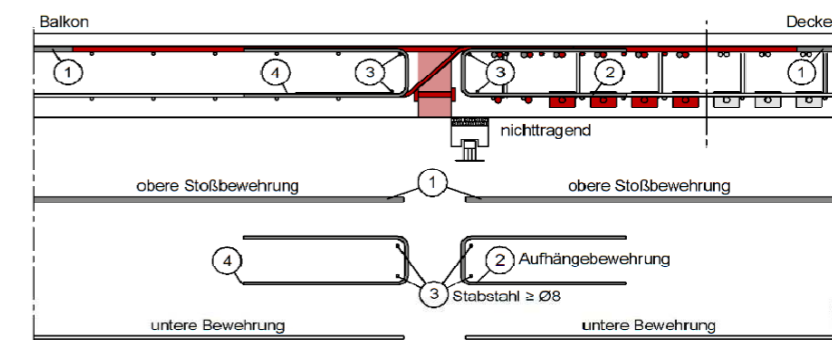 Balkon Decke
1 4 3 3 2 1
nichttragend
obere Stoßbewehrung 1 obere Stoßbewehrung
4 2 Aufhängebewehrung
3 Stabstahl ≥ Ø8
untere Bewehrung untere Bewehrung